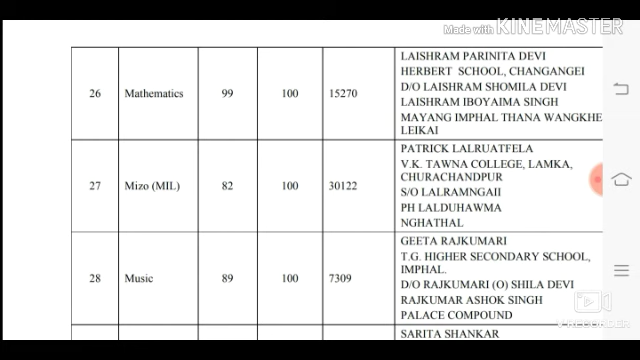 Made with KINEMASTER
26 Mathematics 99 100 15270
LAISHRAM PARINITA DEVI
HERBERT SCHOOL, CHANGANGEI
D/O LAISHRAM SHOMILA DEVI
LAISHRAM IBOYAIMA SINGH
MAYANG IMPHAL THANA WANGKHE
LEIKAI
27 Mizo (MIL) 82 100 30122
PATRICK LALRUATFELA
V.K. TAWNA COLLEGE, LAMKA,
CHURACHANDPUR
S/O LALRAMNGAII
PH LALDUHAWMA
NGHATHAL
28 Music 89 100 7309
GEETA RAJKUMARI
T.G. HIGHER SECONDARY SCHOOL,
IMPHAL.
D/O RAJKUMARI (O) SHILA DEVI
RAJKUMAR ASHOK SINGH
PALACE COMPOUND
SARITA SHANKAR
V RECORDER